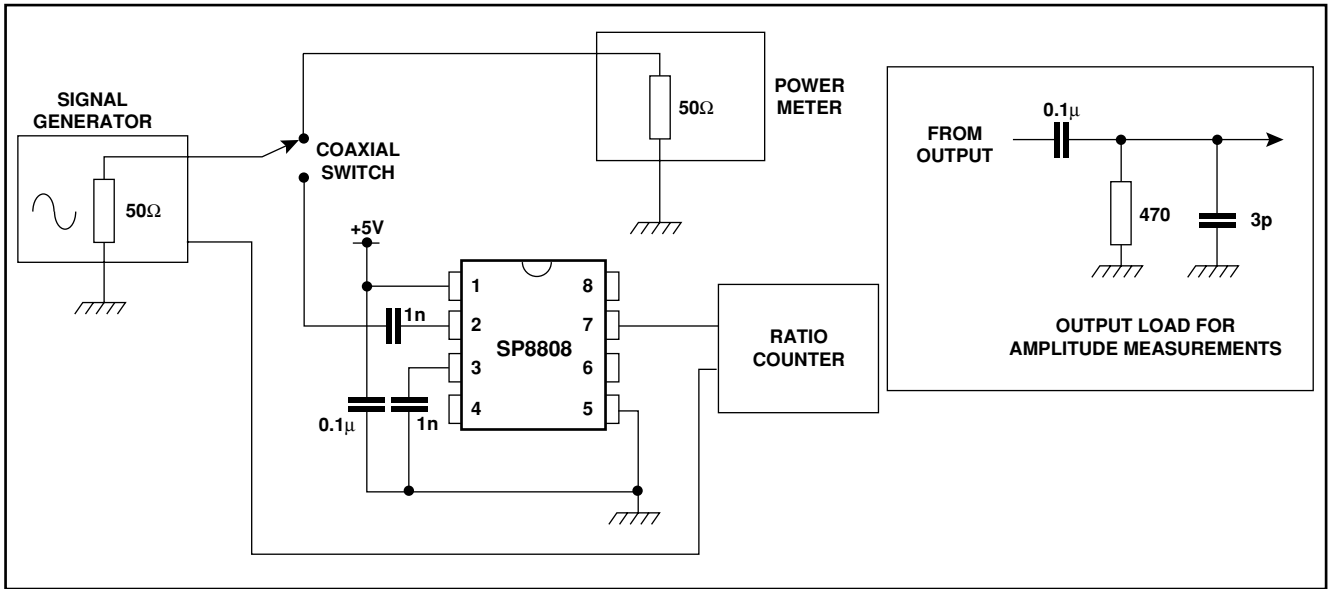 SIGNAL
GENERATOR
50Ω
COAXIAL
SWITCH
50Ω
POWER
METER
+5V
1n
0.1μ
1n
1
2
3
4
SP8808
8
7
6
5
RATIO
COUNTER
FROM
OUTPUT
0.1μ
470
3p
OUTPUT LOAD FOR
AMPLITUDE MEASUREMENTS